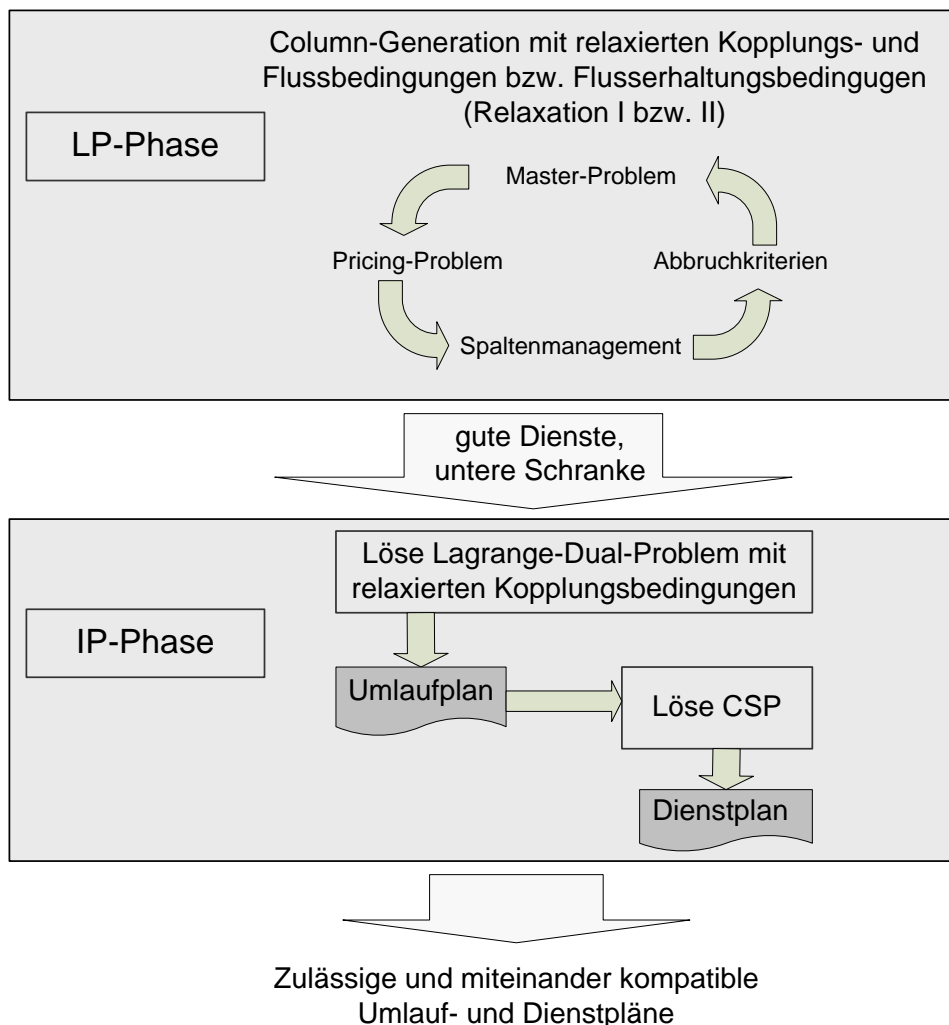 Column-Generation mit relaxierten Kopplungs- und
Flussbedingungen bzw. Flusserhaltungsbedingugen
(Relaxation I bzw. II)
LP-Phase
Master-Problem
Pricing-Problem
Abbruchkriterien
Spaltenmanagement
gute Dienste,
untere Schranke
Löse Lagrange-Dual-Problem mit
relaxierten Kopplungsbedingungen
IP-Phase
Umlaufplan
Löse CSP
Dienstplan
Zulässige und miteinander kompatible
Umlauf- und Dienstpläne